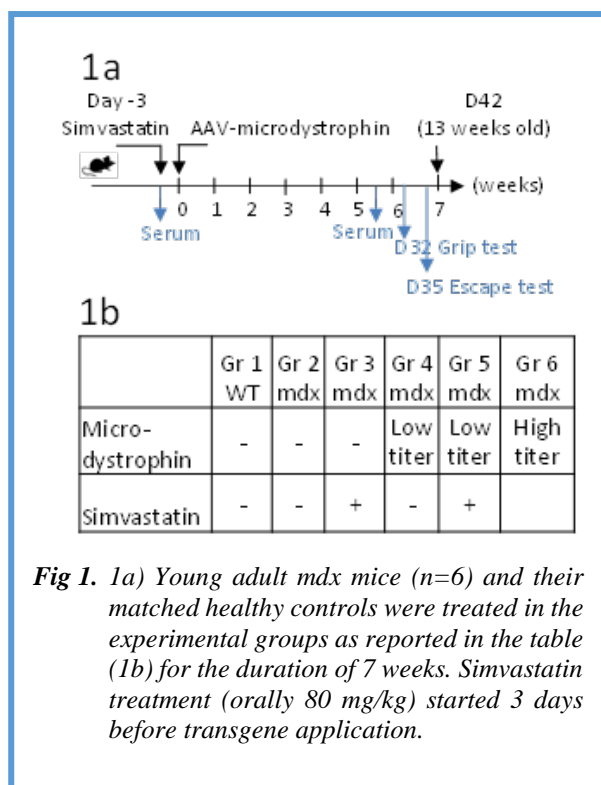 1a
Day -3
D42
Simvastatin
AAV-microdystrophin
(13 weeks old)
(weeks)
0 1 2 3 4 5 6 7
Serum
Serum
D32 Grip test
D35 Escape test
1b
Gr 1 Gr 2 Gr 3 Gr 4 Gr 5 Gr 6
WT mdx mdx mdx mdx mdx
Micro- Low Low High
dystrophin - - - titer titer titer
Simvastatin - - + - +
Fig 1. 1a) Young adult mdx mice (n=6) and their
matched healthy controls were treated in the
experimental groups as reported in the table
(1b) for the duration of 7 weeks. Simvastatin
treatment (orally 80 mg/kg) started 3 days
before transgene application.